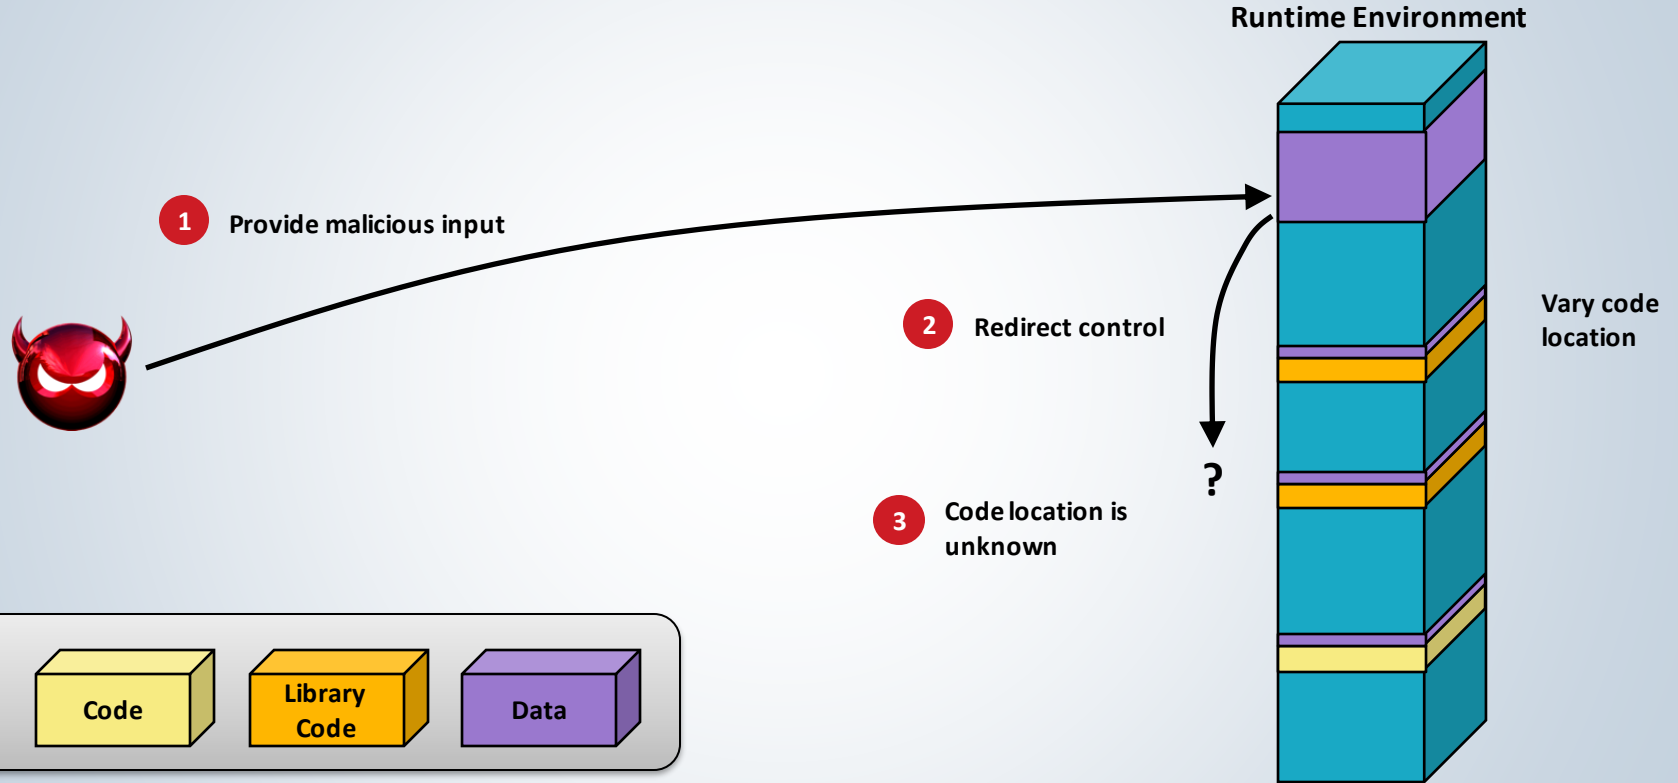 Runtime Environment
1
Provide malicious input
2
Redirect control
Vary code
location
?
3
Code location is
unknown
Code
Library
Code
Data